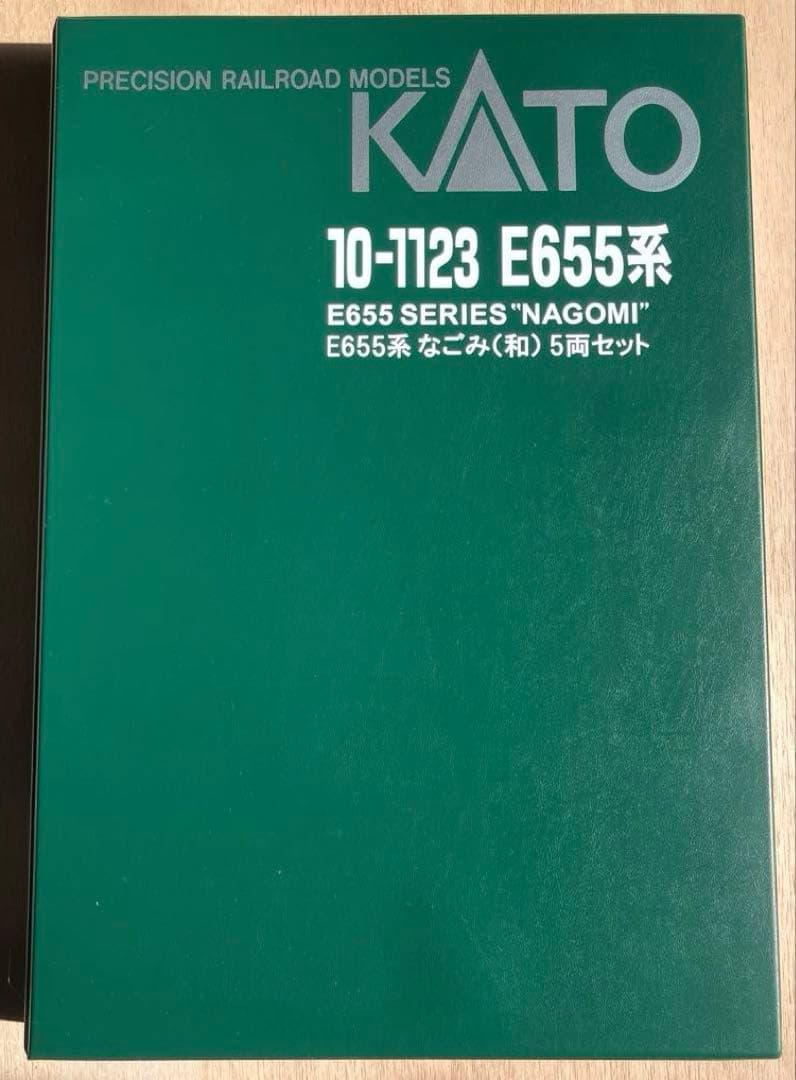 PRECISION RAILROAD MODELS
KATO
10-1123 E655系
E655 SERIES "NAGOMI"
E655系 なごみ(和) 5両セット